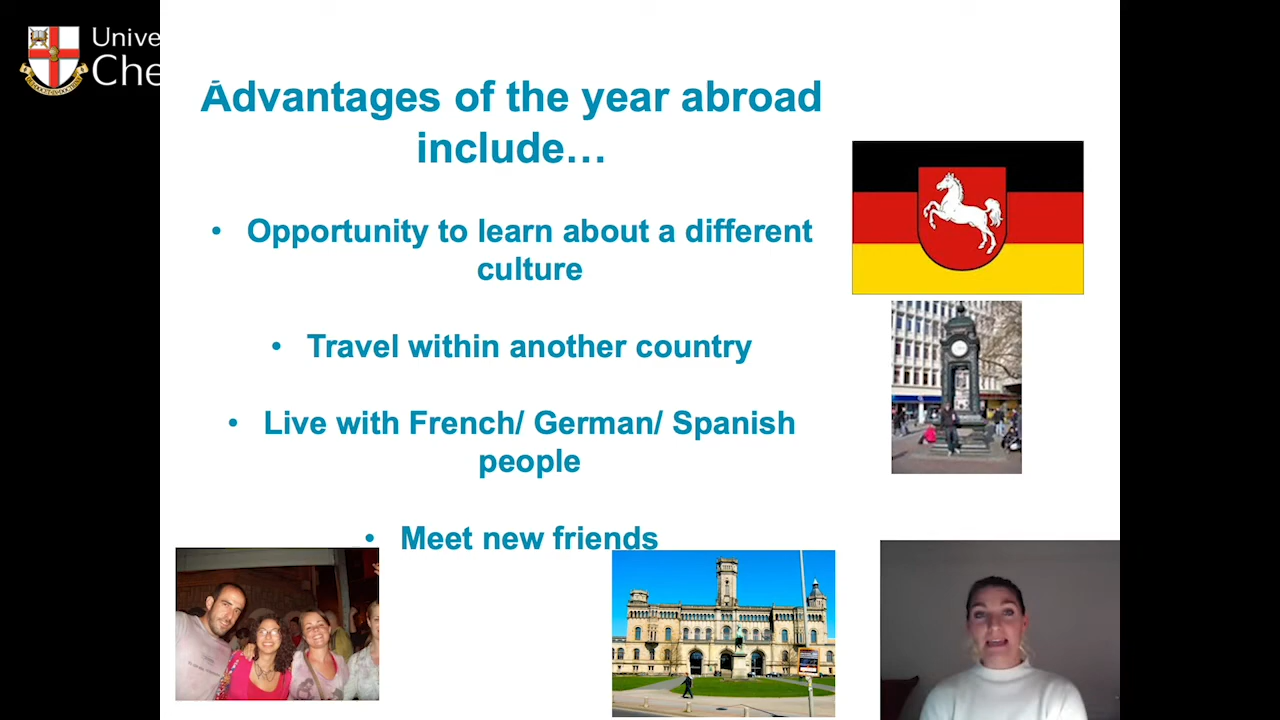 Unive
Che
Advantages of the year abroad
include…
• Opportunity to learn about a different
culture
• Travel within another country
• Live with French/ German/ Spanish
people
• Meet new friends